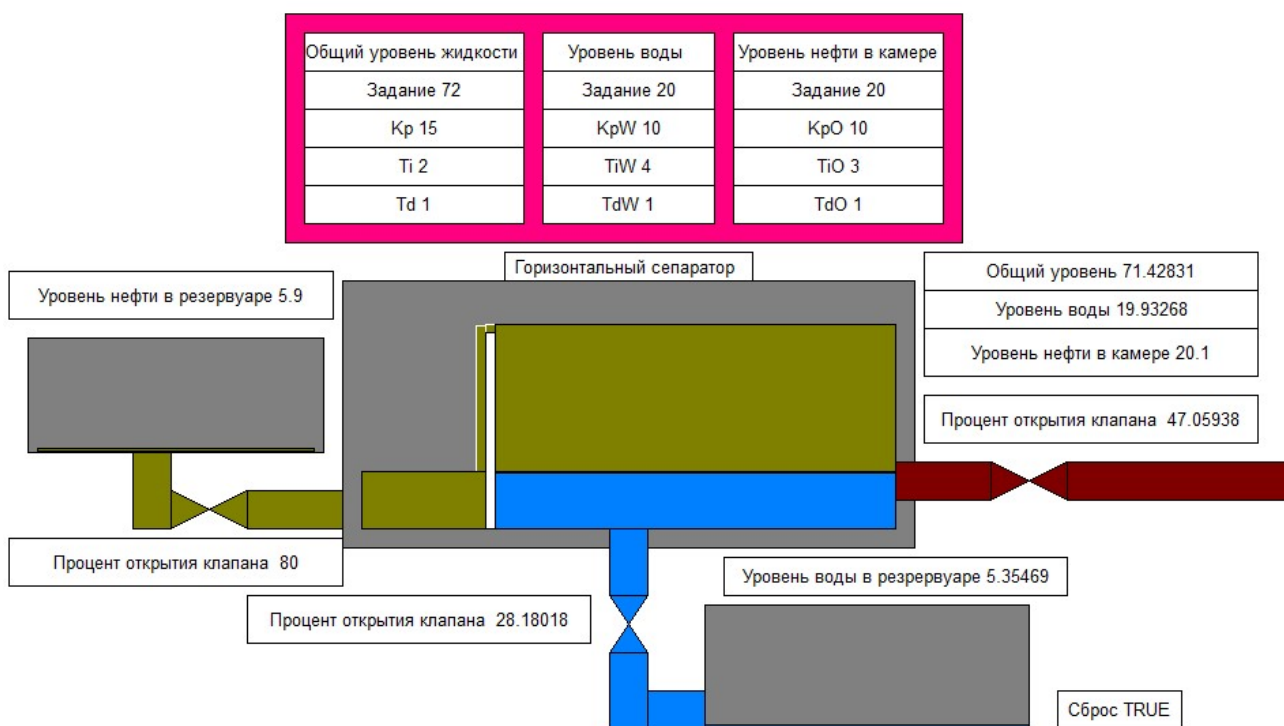 Общий уровень жидкости
Задание 72
Kp 15
Ti 2
Td 1
Уровень воды
Задание 20
KpW 10
TiW 4
TdW 1
Уровень нефти в камере
Задание 20
KpO 10
TiO 3
TdO 1
Горизонтальный сепаратор
Уровень нефти в резервуаре 5.9
Общий уровень 71.42831
Уровень воды 19.93268
Уровень нефти в камере 20.1
Процент открытия клапана 47.05938
Процент открытия клапана 80
Процент открытия клапана 28.18018
Уровень воды в резрервуаре 5.35469
Сброс TRUE